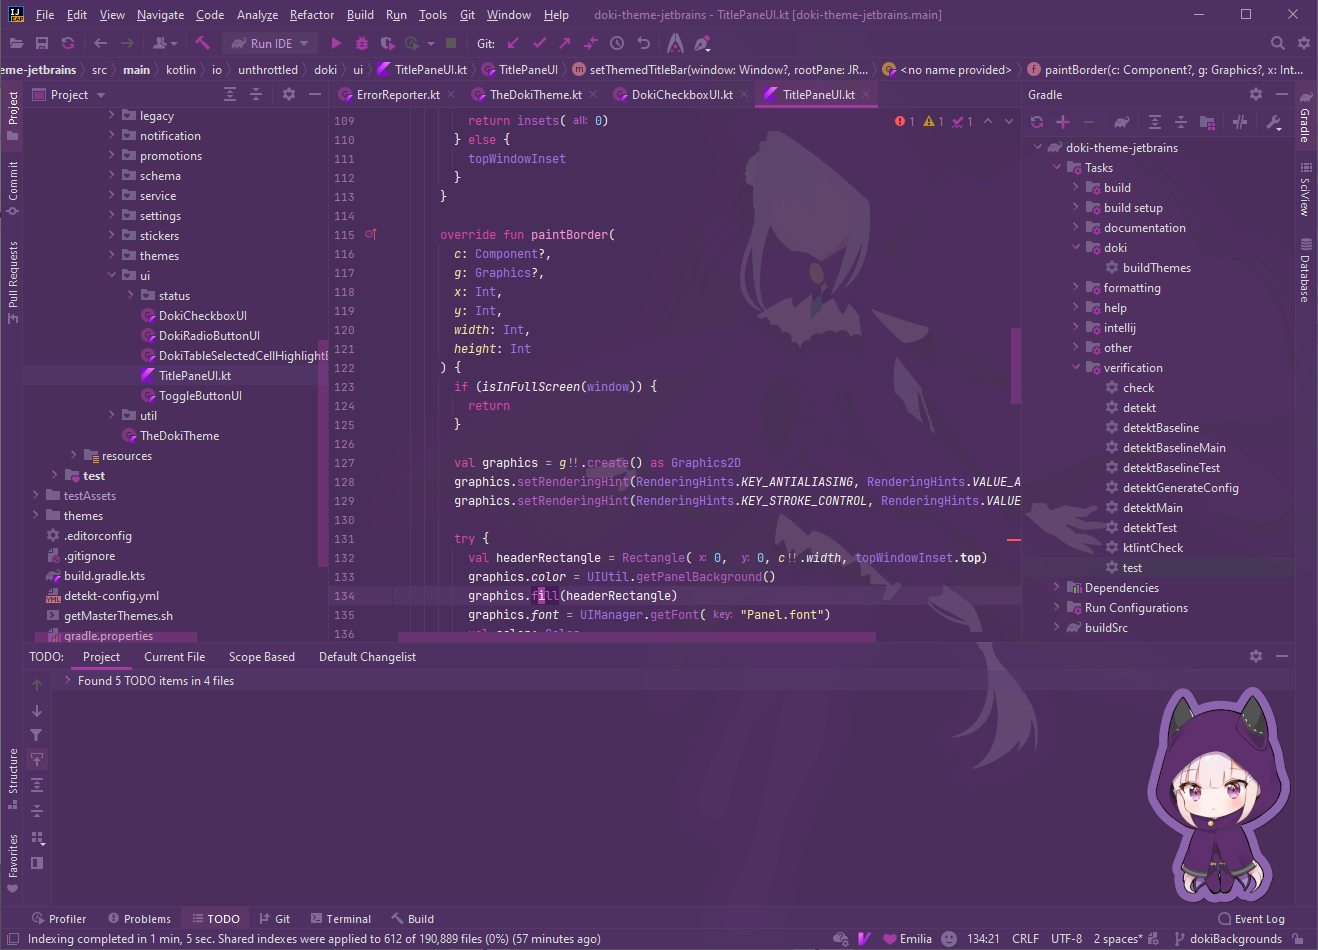 IJ
EAP
File Edit View Navigate Code Analyze Refactor Build Run Tools Git Window Help doki-theme-jetbrains - TitlePaneUI.kt [doki-theme-jetbrains.main]
Run IDE Git:
eme-jetbrains src main kotlin io unthrottled doki ui TitlePaneUI.kt TitlePaneUI setThemedTitleBar(window: Window?, rootPane: JR... <no name provided> paintBorder(c: Component?, g: Graphics?, x: Int...
Project
Commit
Pull Requests
Project
legacy
notification
promotions
schema
service
settings
stickers
themes
ui
status
DokiCheckboxUI
DokiRadioButtonUI
DokiTableSelectedCellHighlight
TitlePaneUI.kt
ToggleButtonUI
util
TheDokiTheme
resources
test
testAssets
themes
.editorconfig
.gitignore
build.gradle.kts
detekt-config.yml
getMasterThemes.sh
gradle.properties
ErrorReporter.kt TheDokiTheme.kt DokiCheckboxUI.kt TitlePaneUI.kt
1 1 1
109 return insets( all: 0)
110 } else {
111 topWindowInset
112 }
113 }
114
115 override fun paintBorder(
116 c: Component?,
117 g: Graphics?,
118 x: Int,
119 y: Int,
120 width: Int,
121 height: Int
122 ) {
123 if (isInFullScreen(window)) {
124 return
125 }
126
127 val graphics = g!!.create() as Graphics2D
128 graphics.setRenderingHint(RenderingHints.KEY_ANTIALIASING, RenderingHints.VALUE_A
129 graphics.setRenderingHint(RenderingHints.KEY_STROKE_CONTROL, RenderingHints.VALUE
130
131 try {
132 val headerRectangle = Rectangle( x: 0, y: 0, c!!.width, topWindowInset.top)
133 graphics.color = UIUtil.getPanelBackground()
134 graphics.fill(headerRectangle)
135 graphics.font = UIManager.getFont( key: "Panel.font")
136 val color: Color
Gradle
doki-theme-jetbrains
Tasks
build
build setup
documentation
doki
buildThemes
formatting
help
intellij
other
verification
check
detekt
detektBaseline
detektBaselineMain
detektBaselineTest
detektGenerateConfig
detektMain
detektTest
ktlintCheck
test
Dependencies
Run Configurations
buildSrc
Gradle
SciView
Database
TODO: Project Current File Scope Based Default Changelist
Found 5 TODO items in 4 files
Structure
Favorites
Profiler Problems TODO Git Terminal Build Event Log
Indexing completed in 1 min, 5 sec. Shared indexes were applied to 612 of 190,889 files (0%) (57 minutes ago) Emilia 134:21 CRLF UTF-8 2 spaces* dokiBackgrounds